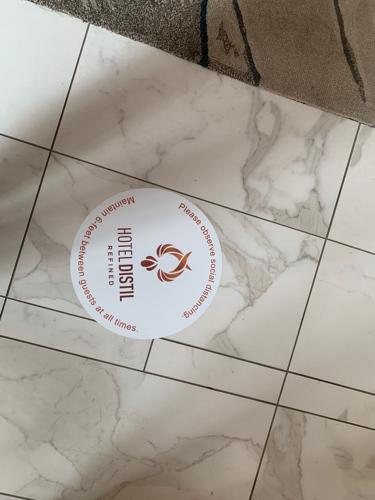 Please observe social distancing.
HOTEL DISTIL
REFINED
Maintain 6-feet between guests at all times.